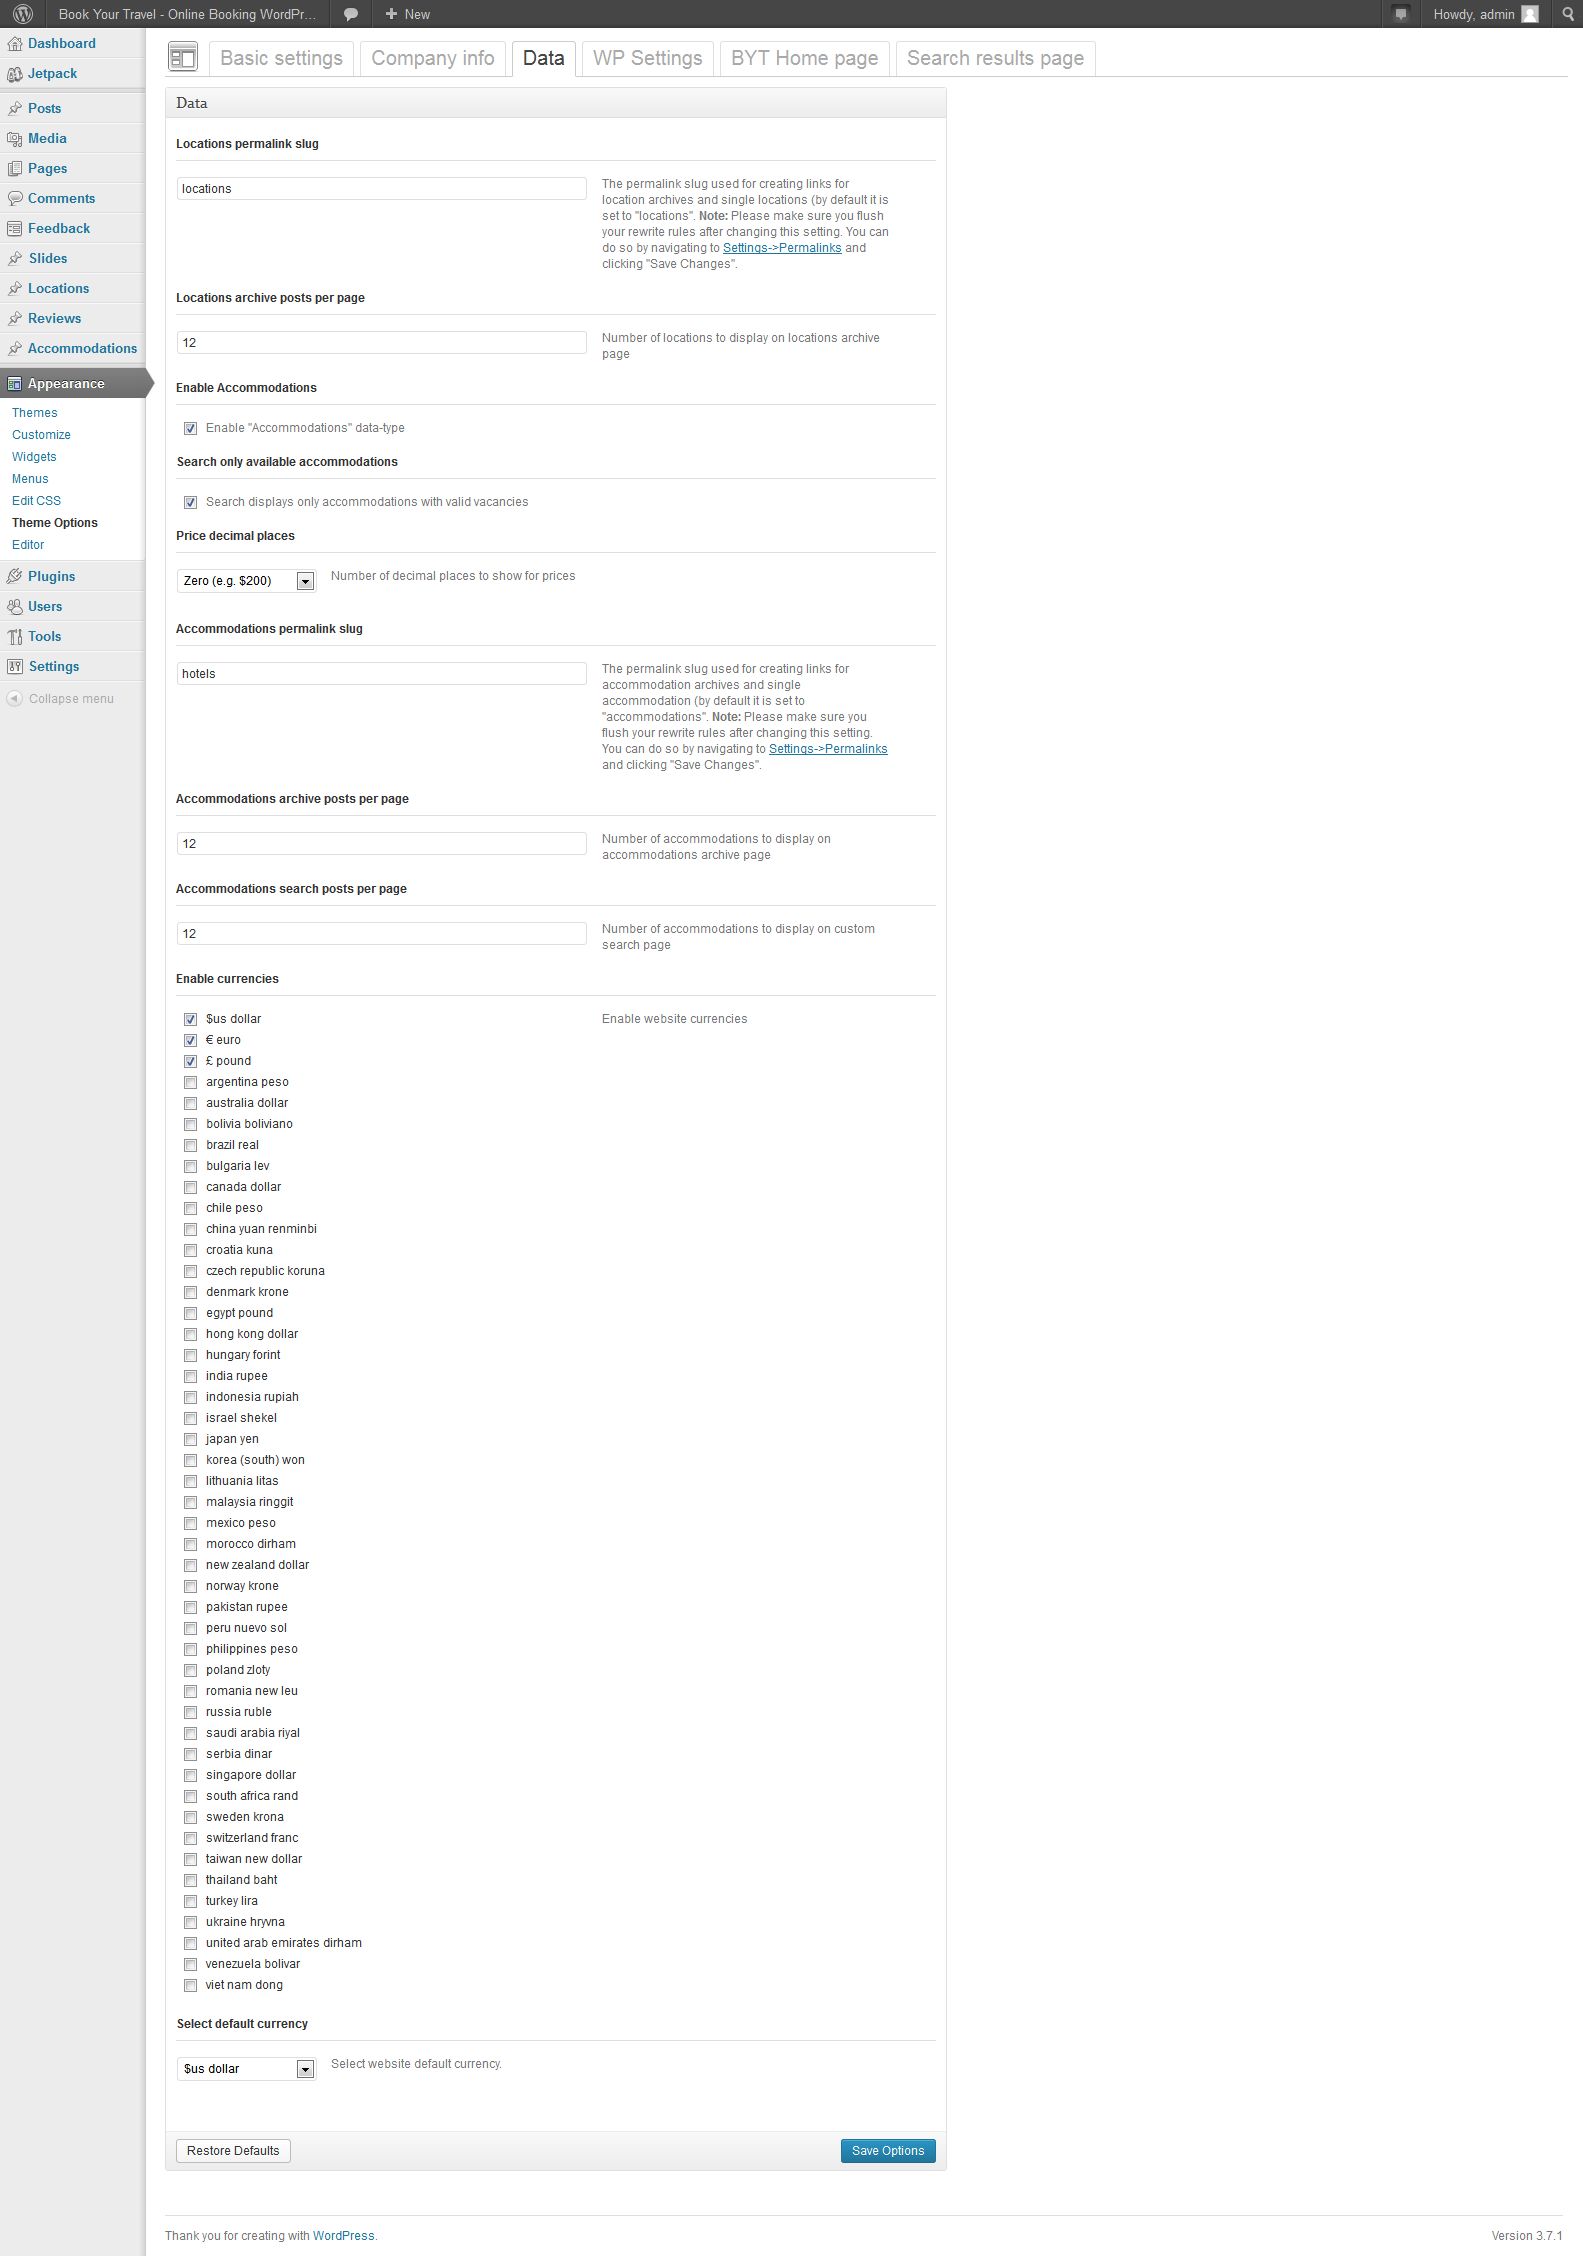 Book Your Travel - Online Booking WordPr...
New
Howdy, admin
Dashboard
Jetpack
Posts
Media
Pages
Comments
Feedback
Slides
Locations
Reviews
Accommodations
Appearance
Themes
Customize
Widgets
Menus
Edit CSS
Theme Options
Editor
Plugins
Users
Tools
Settings
Collapse menu
Basic settings
Company info
Data
WP Settings
BYT Home page
Search results page
Data
Locations permalink slug
locations
The permalink slug used for creating links for
location archives and single locations (by default it is
set to "locations". Note: Please make sure you flush
your rewrite rules after changing this setting. You can
do so by navigating to Settings->Permalinks and
clicking "Save Changes".
Locations archive posts per page
12
Number of locations to display on locations archive
page
Enable Accommodations
Enable "Accommodations" data-type
Search only available accommodations
Search displays only accommodations with valid vacancies
Price decimal places
Zero (e.g. $200)
Number of decimal places to show for prices
Accommodations permalink slug
hotels
The permalink slug used for creating links for
accommodation archives and single
accommodation (by default it is set to
"accommodations". Note: Please make sure you
flush your rewrite rules after changing this setting.
You can do so by navigating to Settings->Permalinks
and clicking "Save Changes".
Accommodations archive posts per page
12
Number of accommodations to display on
accommodations archive page
Accommodations search posts per page
12
Number of accommodations to display on custom
search page
Enable currencies
Enable website currencies
$us dollar
€ euro
£ pound
argentina peso
australia dollar
bolivia boliviano
brazil real
bulgaria lev
canada dollar
chile peso
china yuan renminbi
croatia kuna
czech republic koruna
denmark krone
egypt pound
hong kong dollar
hungary forint
india rupee
indonesia rupiah
israel shekel
japan yen
korea (south) won
lithuania litas
malaysia ringgit
mexico peso
morocco dirham
new zealand dollar
norway krone
pakistan rupee
peru nuevo sol
philippines peso
poland zloty
romania new leu
russia ruble
saudi arabia riyal
serbia dinar
singapore dollar
south africa rand
sweden krona
switzerland franc
taiwan new dollar
thailand baht
turkey lira
ukraine hryvna
united arab emirates dirham
venezuela bolivar
viet nam dong
Select default currency
$us dollar
Select website default currency.
Restore Defaults
Save Options
Thank you for creating with WordPress.
Version 3.7.1